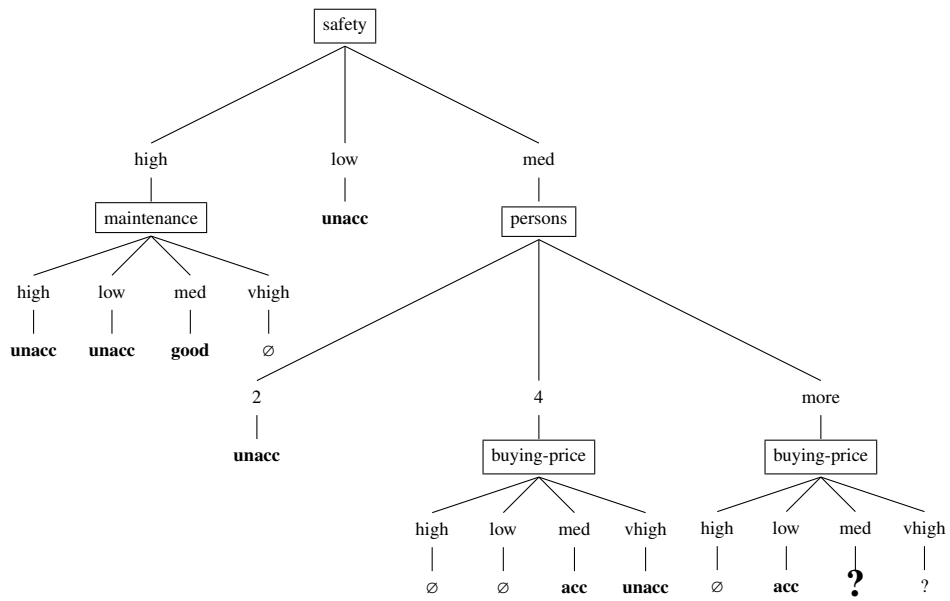 safety
high low med
maintenance unacc persons
high low med vhigh
unacc unacc good ∅
2 4 more
unacc buying-price buying-price
high low med vhigh high low med vhigh
∅ ∅ acc unacc ∅ acc ? ?